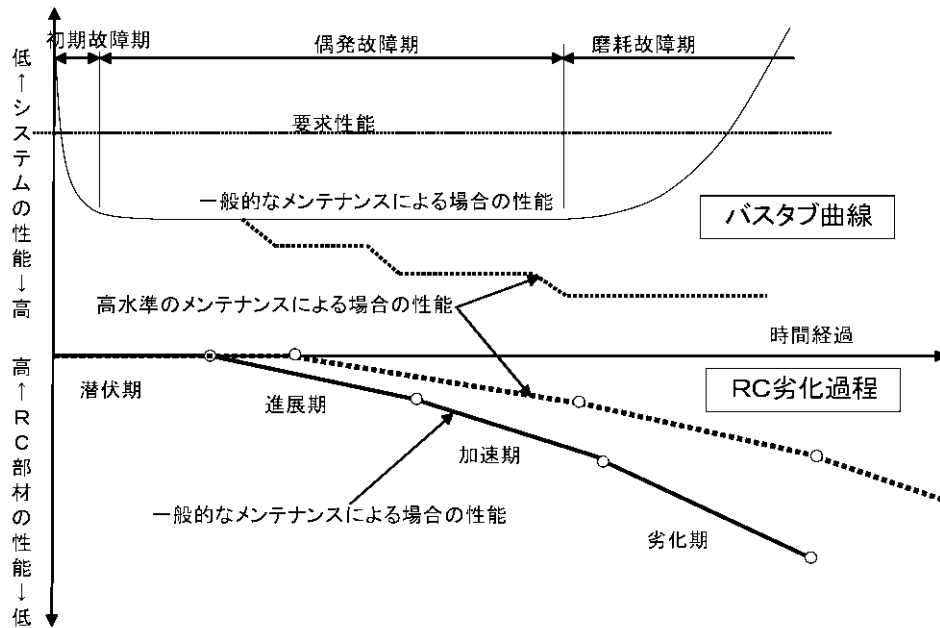 初期故障期
偶発故障期
磨耗故障期
低←システムの性能→高
要求性能
一般的なメンテナンスによる場合の性能
バスタブ曲線
高水準のメンテナンスによる場合の性能
時間経過
高←RC部材の性能→低
潜伏期
進展期
RC劣化過程
加速期
一般的なメンテナンスによる場合の性能
劣化期